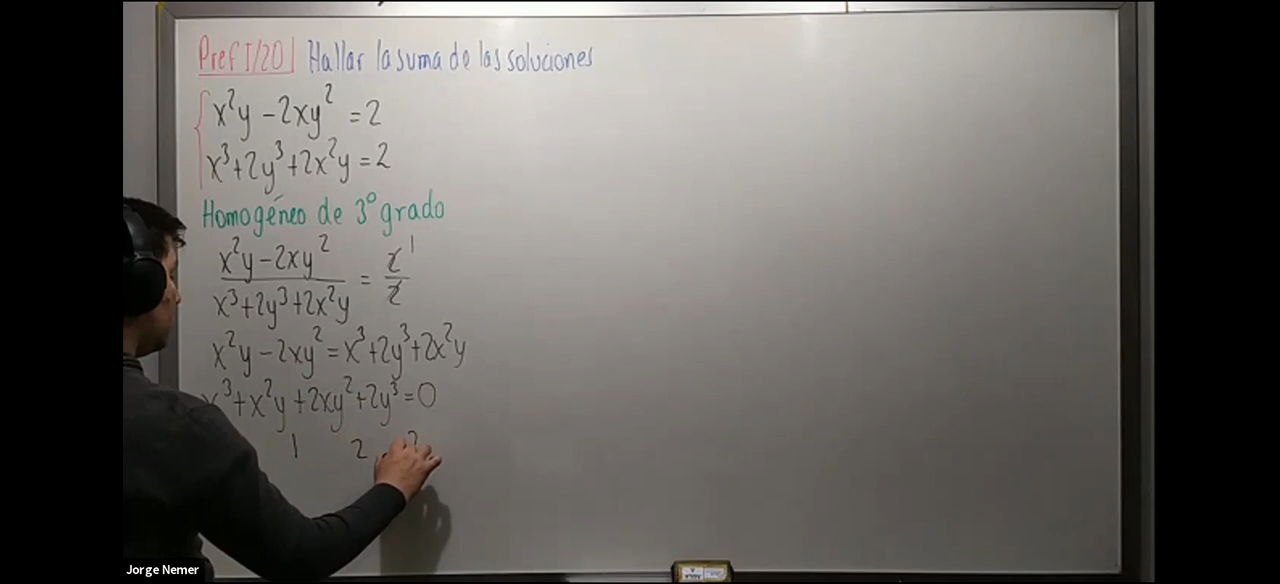 Pref I/20 Hallar la suma de las soluciones
x²y - 2xy² = 2
x³+2y³+2x²y = 2
Homogéneo de 3° grado
x²y - 2xy² / x³+2y³+2x²y = 2 1 / 2
x²y - 2xy² = x³+2y³+2x²y
x³+x²y+2xy²+2y³=0
1 2 2
Jorge Nemer